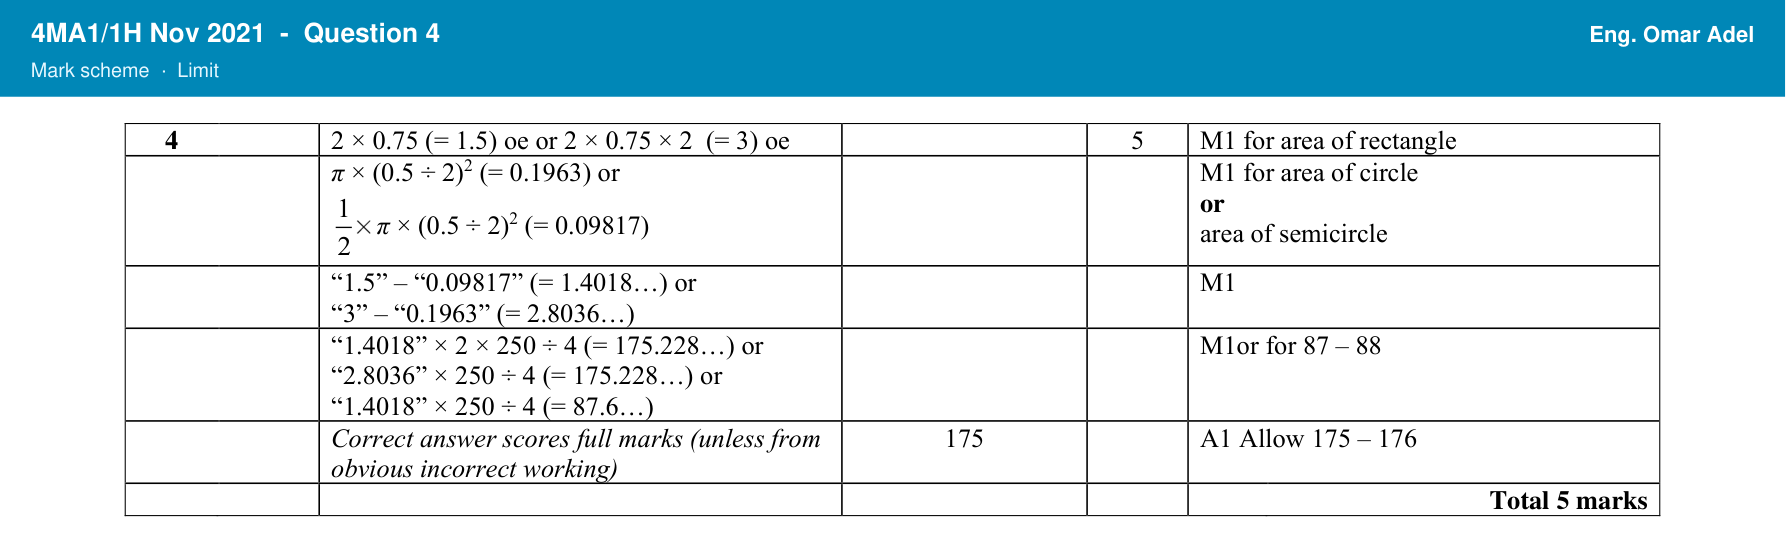 4MA1/1H Nov 2021 - Question 4
Eng. Omar Adel
Mark scheme · Limit
4 2 × 0.75 (= 1.5) oe or 2 × 0.75 × 2 (= 3) oe 5 M1 for area of rectangle
π × (0.5 ÷ 2)² (= 0.1963) or M1 for area of circle
or
1/2 × π × (0.5 ÷ 2)² (= 0.09817) area of semicircle
“1.5” – “0.09817” (= 1.4018…) or M1
“3” – “0.1963” (= 2.8036…)
“1.4018” × 2 × 250 ÷ 4 (= 175.228…) or M1or for 87 – 88
“2.8036” × 250 ÷ 4 (= 175.228…) or
“1.4018” × 250 ÷ 4 (= 87.6…)
Correct answer scores full marks (unless from 175 A1 Allow 175 – 176
obvious incorrect working)
Total 5 marks